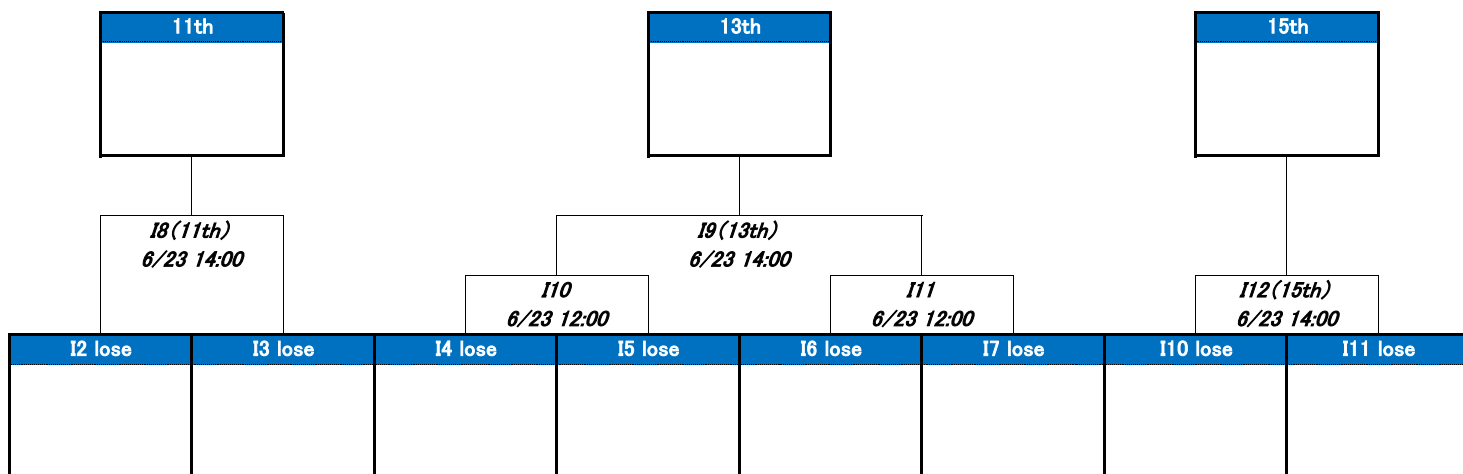 11th
13th
15th
I8(11th)
6/23 14:00
I9(13th)
6/23 14:00
I10
6/23 12:00
I11
6/23 12:00
I12(15th)
6/23 14:00
I2 lose
I3 lose
I4 lose
I5 lose
I6 lose
I7 lose
I10 lose
I11 lose